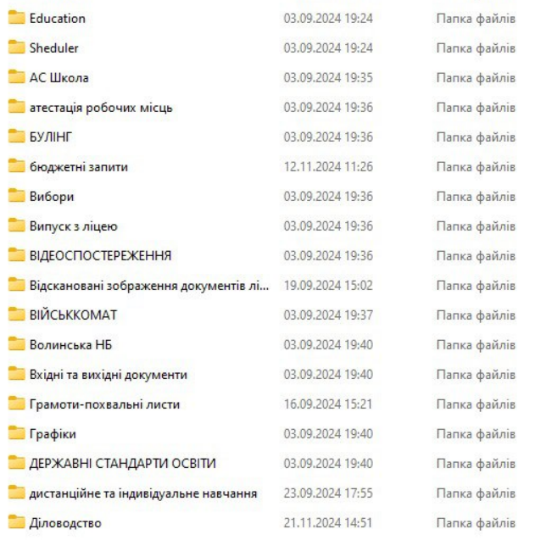 Education 03.09.2024 19:24 Папка файлів
Sheduler 03.09.2024 19:24 Папка файлів
АС Школа 03.09.2024 19:35 Папка файлів
атестація робочих місць 03.09.2024 19:36 Папка файлів
БУЛІНГ 03.09.2024 19:36 Папка файлів
бюджетні запити 12.11.2024 11:26 Папка файлів
Вибори 03.09.2024 19:36 Папка файлів
Випуск з ліцею 03.09.2024 19:36 Папка файлів
ВІДЕОСПОСТЕРЕЖЕННЯ 03.09.2024 19:36 Папка файлів
Відскановані зображення документів лі... 19.09.2024 15:02 Папка файлів
ВІЙСЬККОМАТ 03.09.2024 19:37 Папка файлів
Волинська НБ 03.09.2024 19:40 Папка файлів
Вхідні та вихідні документи 03.09.2024 19:40 Папка файлів
Грамоти-похвальні листи 16.09.2024 15:21 Папка файлів
Графіки 03.09.2024 19:40 Папка файлів
ДЕРЖАВНІ СТАНДАРТИ ОСВІТИ 03.09.2024 19:40 Папка файлів
дистанційне та індивідуальне навчання 23.09.2024 17:55 Папка файлів
Діловодство 21.11.2024 14:51 Папка файлів